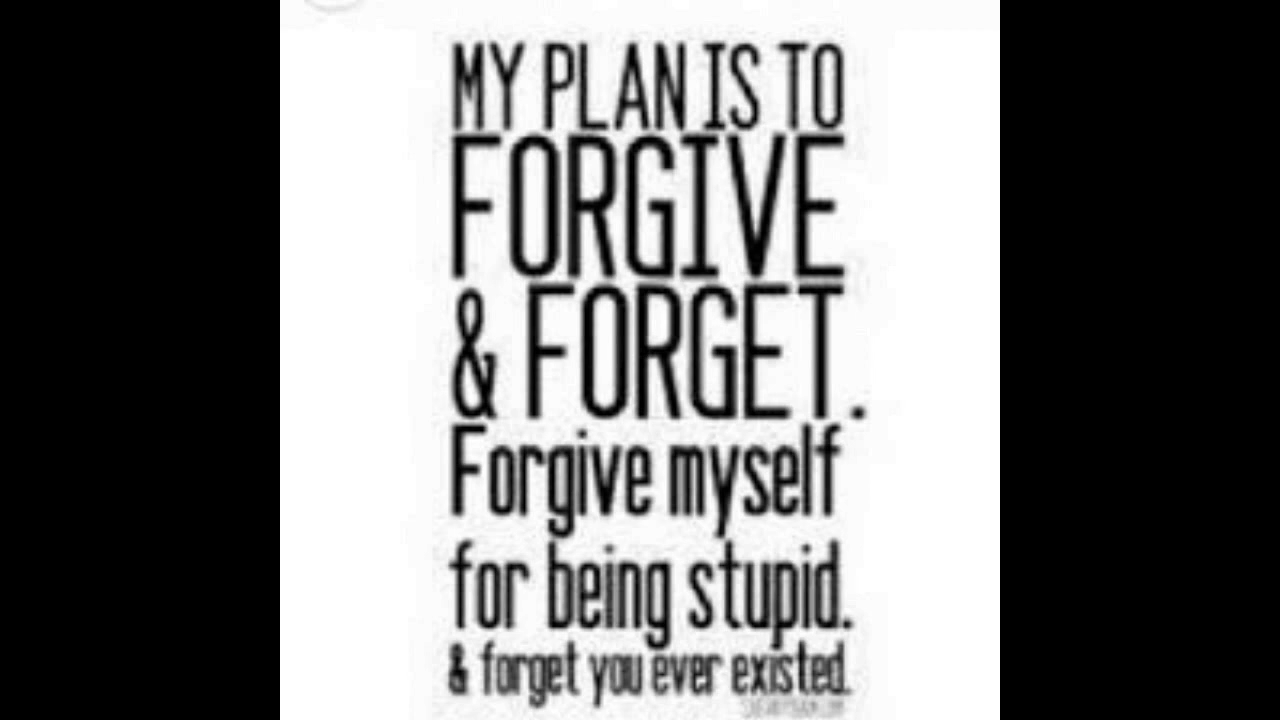 MY PLAN IS TO
FORGIVE
& FORGET.
Forgive myself
for being stupid.
& forget you ever existed.